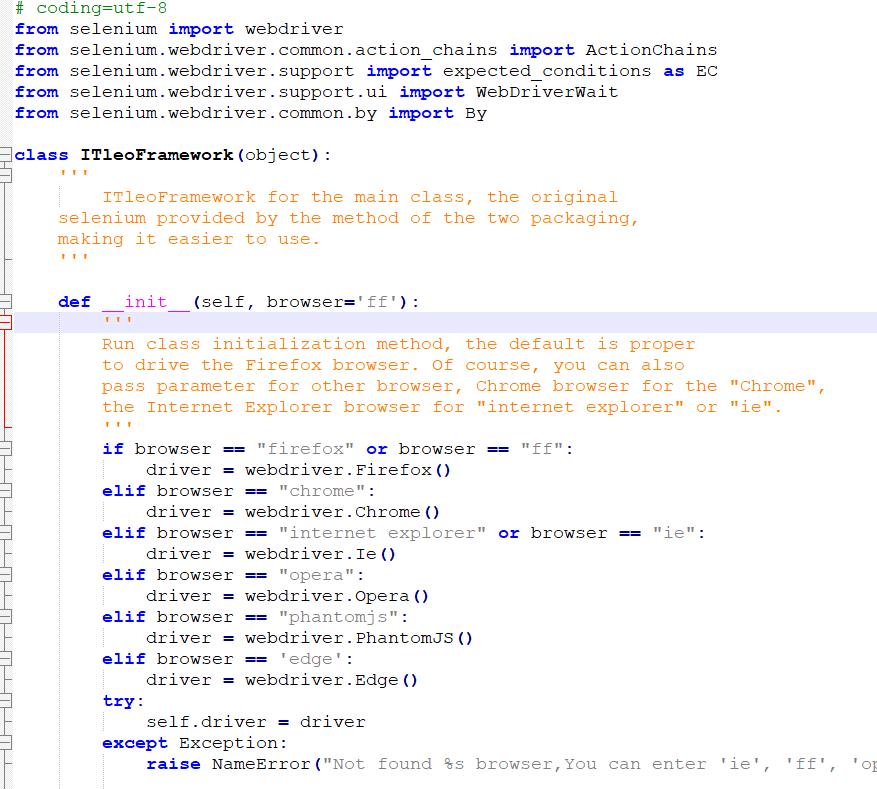 # coding=utf-8
from selenium import webdriver
from selenium.webdriver.common.action_chains import ActionChains
from selenium.webdriver.support import expected_conditions as EC
from selenium.webdriver.support.ui import WebDriverWait
from selenium.webdriver.common.by import By
class ITleoFramework(object):
'''
ITleoFramework for the main class, the original
selenium provided by the method of the two packaging,
making it easier to use.
'''
def __init__(self, browser='ff'):
'''
Run class initialization method, the default is proper
to drive the Firefox browser. Of course, you can also
pass parameter for other browser, Chrome browser for the "Chrome",
the Internet Explorer browser for "internet explorer" or "ie".
'''
if browser == "firefox" or browser == "ff":
driver = webdriver.Firefox()
elif browser == "chrome":
driver = webdriver.Chrome()
elif browser == "internet explorer" or browser == "ie":
driver = webdriver.Ie()
elif browser == "opera":
driver = webdriver.Opera()
elif browser == "phantomjs":
driver = webdriver.PhantomJS()
elif browser == 'edge':
driver = webdriver.Edge()
try:
self.driver = driver
except Exception:
raise NameError("Not found %s browser,You can enter 'ie', 'ff',